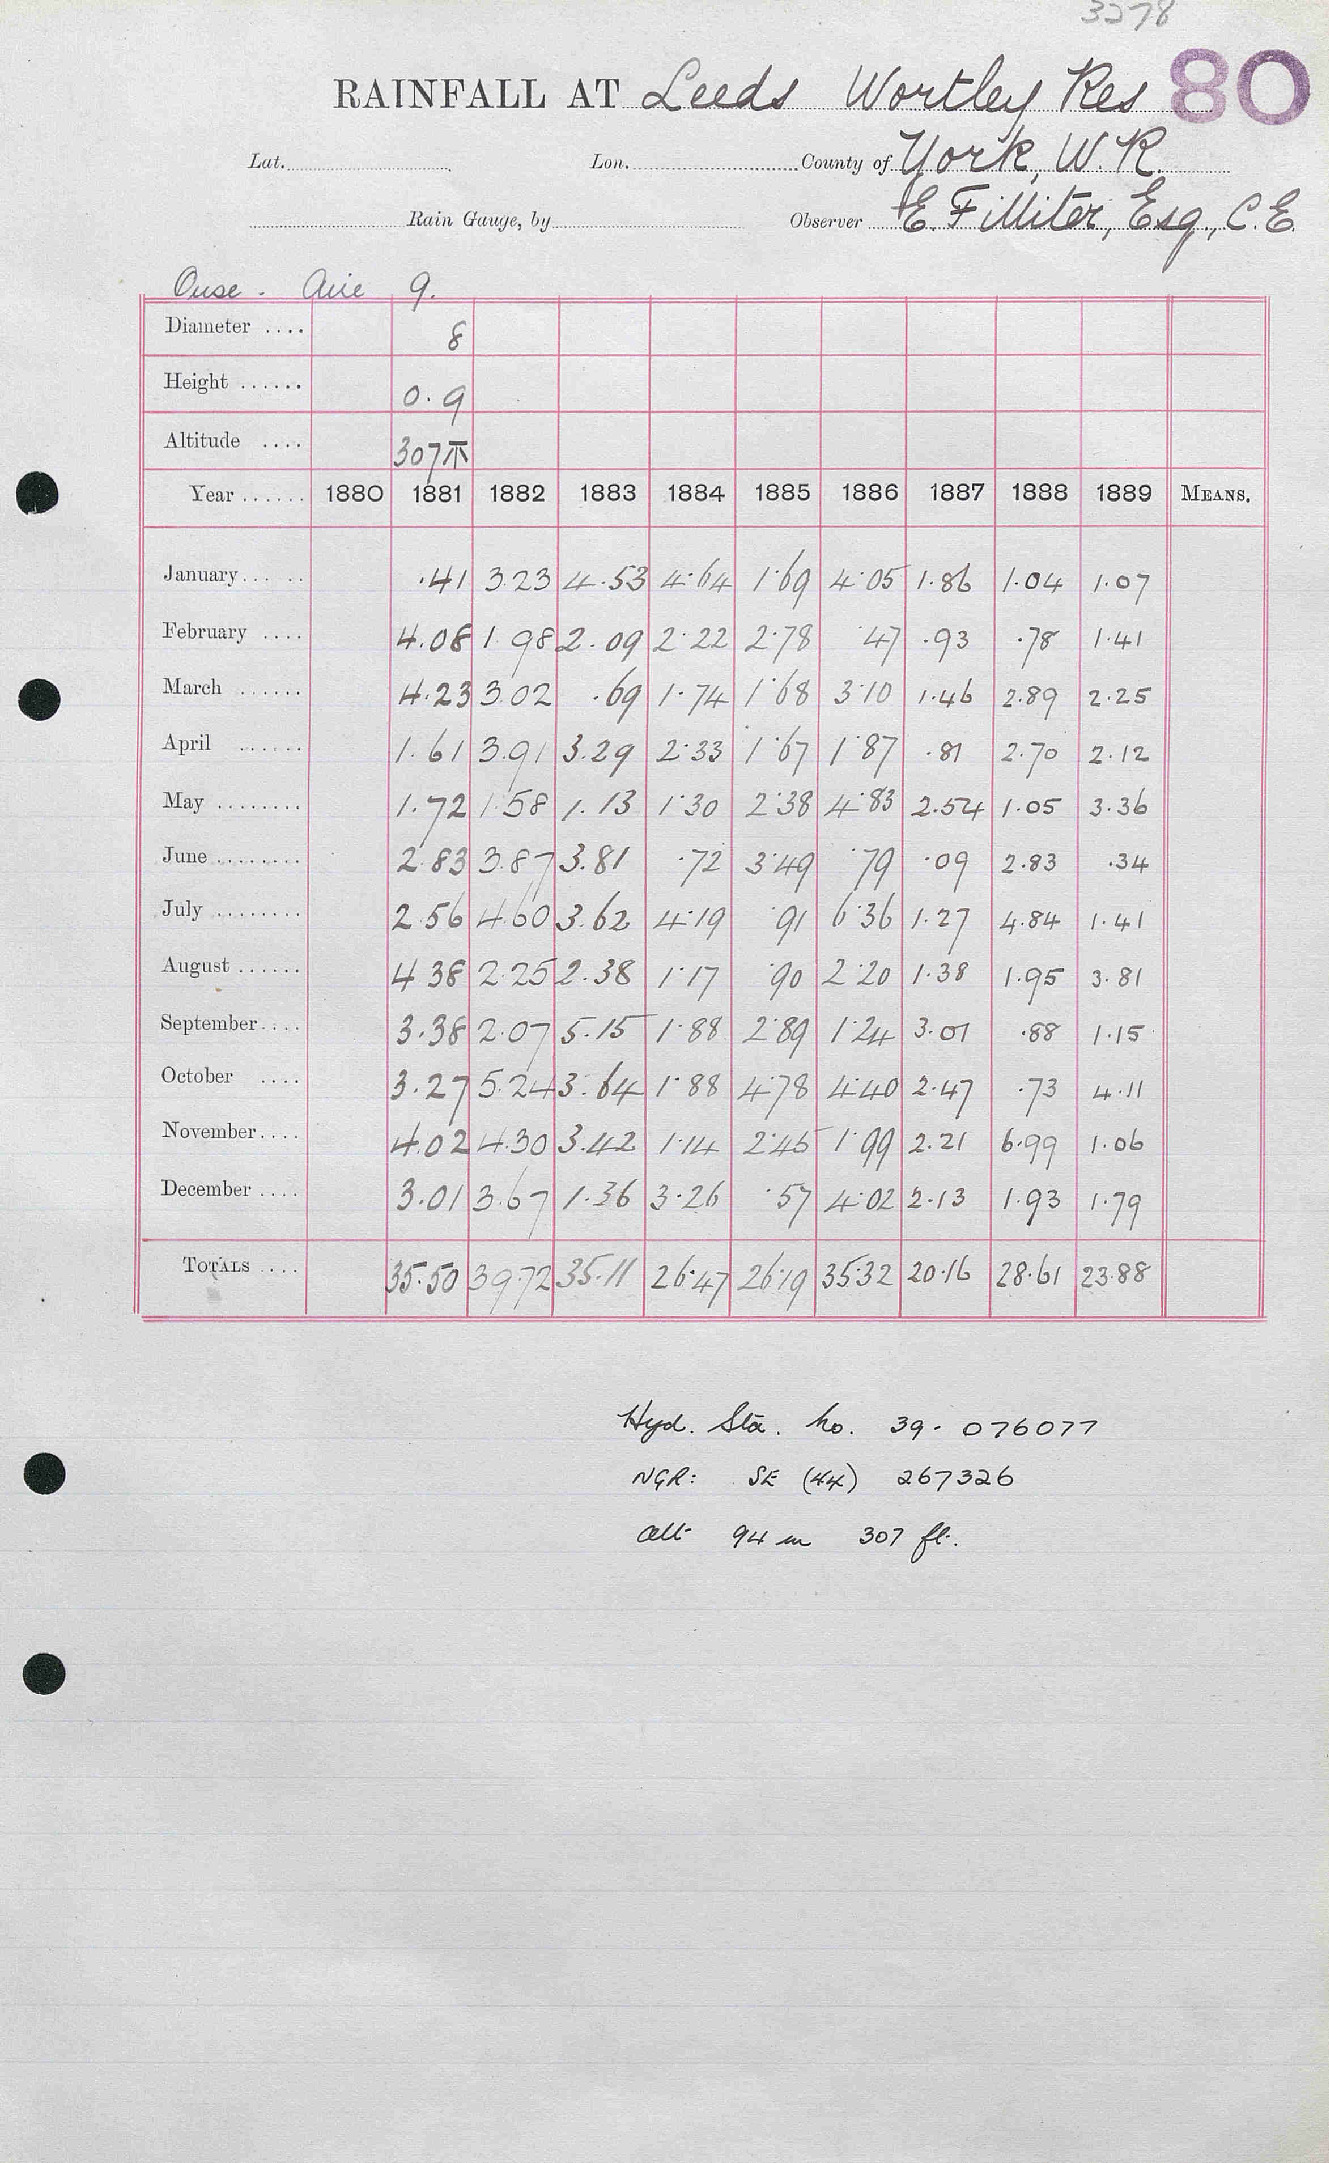 3278
RAINFALL AT Leeds Wortley Res 80
Lat. Lon. County of York, W.R.
Rain Gauge, by Observer E. Filliter, Esq., C.E.
Ouse. Aire 9.
Diameter .... 8
Height ...... 0.9
Altitude .... 307
Year ...... 1880 1881 1882 1883 1884 1885 1886 1887 1888 1889 MEANS.
January... .. .41 3.23 4.53 4.64 1.69 4.05 1.86 1.04 1.07
February .... 4.08 1.98 2.09 2.22 2.78 .47 .93 .78 1.41
March ...... 4.23 3.02 .69 1.74 1.68 3.10 1.46 2.89 2.25
April ...... 1.61 3.91 3.29 2.33 1.67 1.87 .81 2.70 2.12
May ........ 1.72 1.58 1.13 1.30 2.38 4.83 2.54 1.05 3.36
June ........ 2.83 3.87 3.81 .72 3.49 .79 .09 2.83 .34
July ........ 2.56 4.60 3.62 4.19 .91 6.36 1.27 4.84 1.41
August ...... 4.38 2.25 2.38 1.17 .90 2.20 1.38 1.95 3.81
September.... 3.38 2.07 5.15 1.88 2.89 1.24 3.01 .88 1.15
October .... 3.27 5.24 3.64 1.88 4.78 4.40 2.47 .73 4.11
November.... 4.02 4.30 3.42 1.14 2.45 1.99 2.21 6.99 1.06
December .... 3.01 3.67 1.36 3.26 .57 4.02 2.13 1.93 1.79
TOTALS .... 35.50 39.72 35.11 26.47 26.19 35.32 20.16 28.61 23.88
Hyd. Sta. No. 39-076077
NGR: SE (44) 267326
alt 94 m 307 ft.